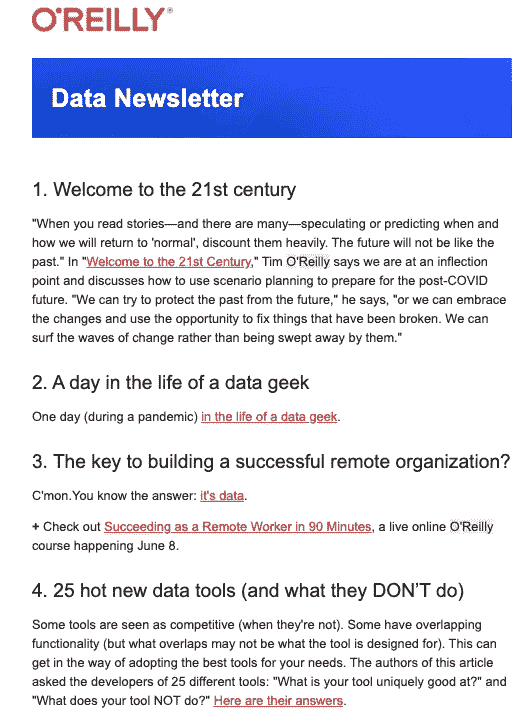 O'REILLY®
Data Newsletter
1. Welcome to the 21st century
"When you read stories—and there are many—speculating or predicting when and
how we will return to 'normal', discount them heavily. The future will not be like the
past." In "Welcome to the 21st Century," Tim O'Reilly says we are at an inflection
point and discusses how to use scenario planning to prepare for the post-COVID
future. "We can try to protect the past from the future," he says, "or we can embrace
the changes and use the opportunity to fix things that have been broken. We can
surf the waves of change rather than being swept away by them."
2. A day in the life of a data geek
One day (during a pandemic) in the life of a data geek.
3. The key to building a successful remote organization?
C'mon.You know the answer: it's data.
+ Check out Succeeding as a Remote Worker in 90 Minutes, a live online O'Reilly
course happening June 8.
4. 25 hot new data tools (and what they DON'T do)
Some tools are seen as competitive (when they're not). Some have overlapping
functionality (but what overlaps may not be what the tool is designed for). This can
get in the way of adopting the best tools for your needs. The authors of this article
asked the developers of 25 different tools: "What is your tool uniquely good at?" and
"What does your tool NOT do?" Here are their answers.